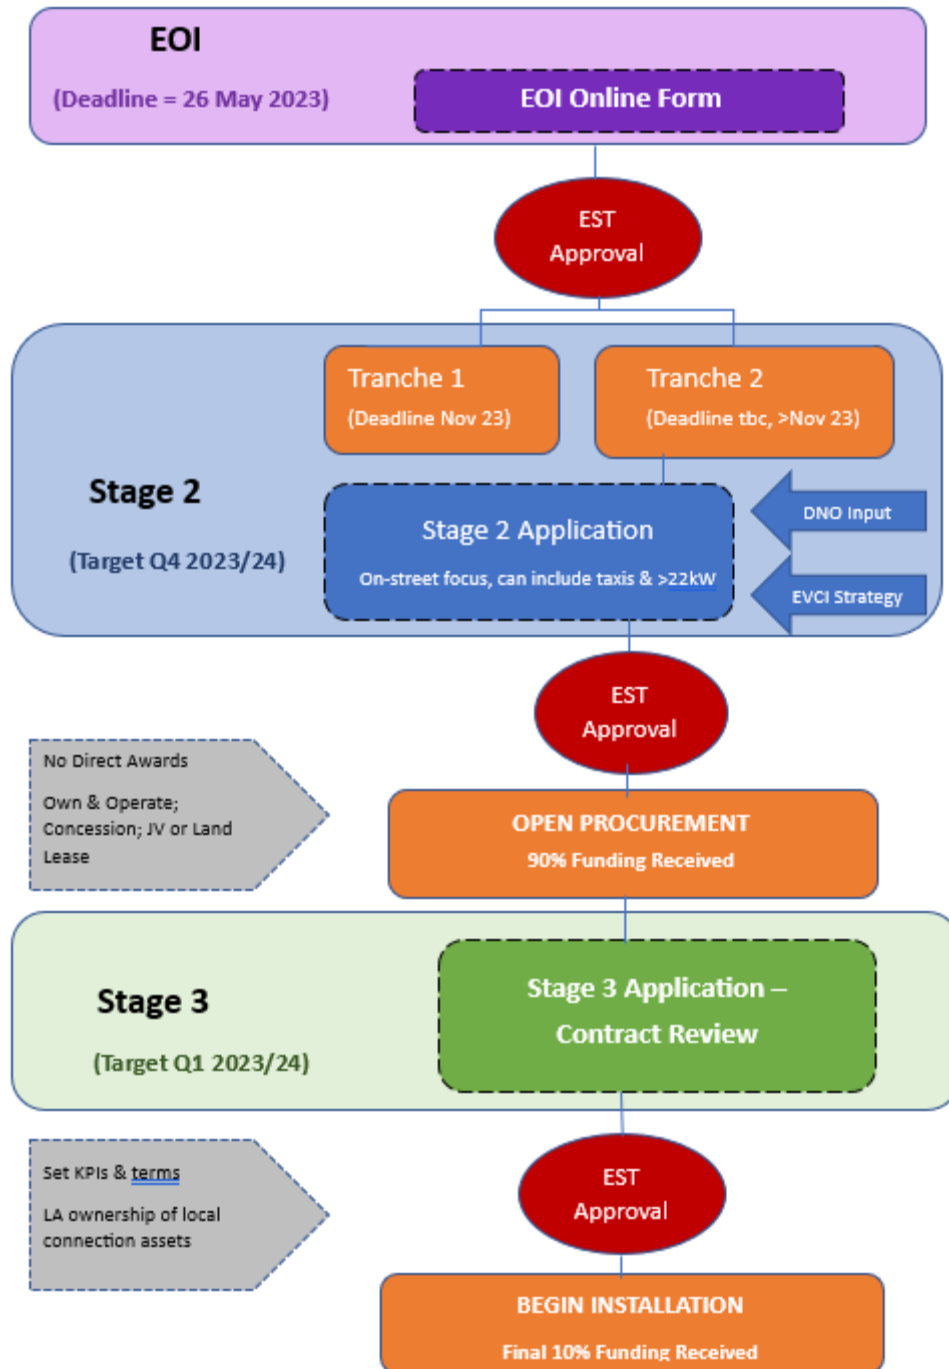 EOI
(Deadline = 26 May 2023)
EOI Online Form
EST
Approval
Tranche 1
(Deadline Nov 23)
Tranche 2
(Deadline tbc, >Nov 23)
Stage 2
(Target Q4 2023/24)
Stage 2 Application
On-street focus, can include taxis & >22kW
DNO Input
EVCI Strategy
EST
Approval
No Direct Awards
Own & Operate;
Concession; JV or Land
Lease
OPEN PROCUREMENT
90% Funding Received
Stage 3
(Target Q1 2023/24)
Stage 3 Application –
Contract Review
Set KPIs & terms
LA ownership of local
connection assets
EST
Approval
BEGIN INSTALLATION
Final 10% Funding Received